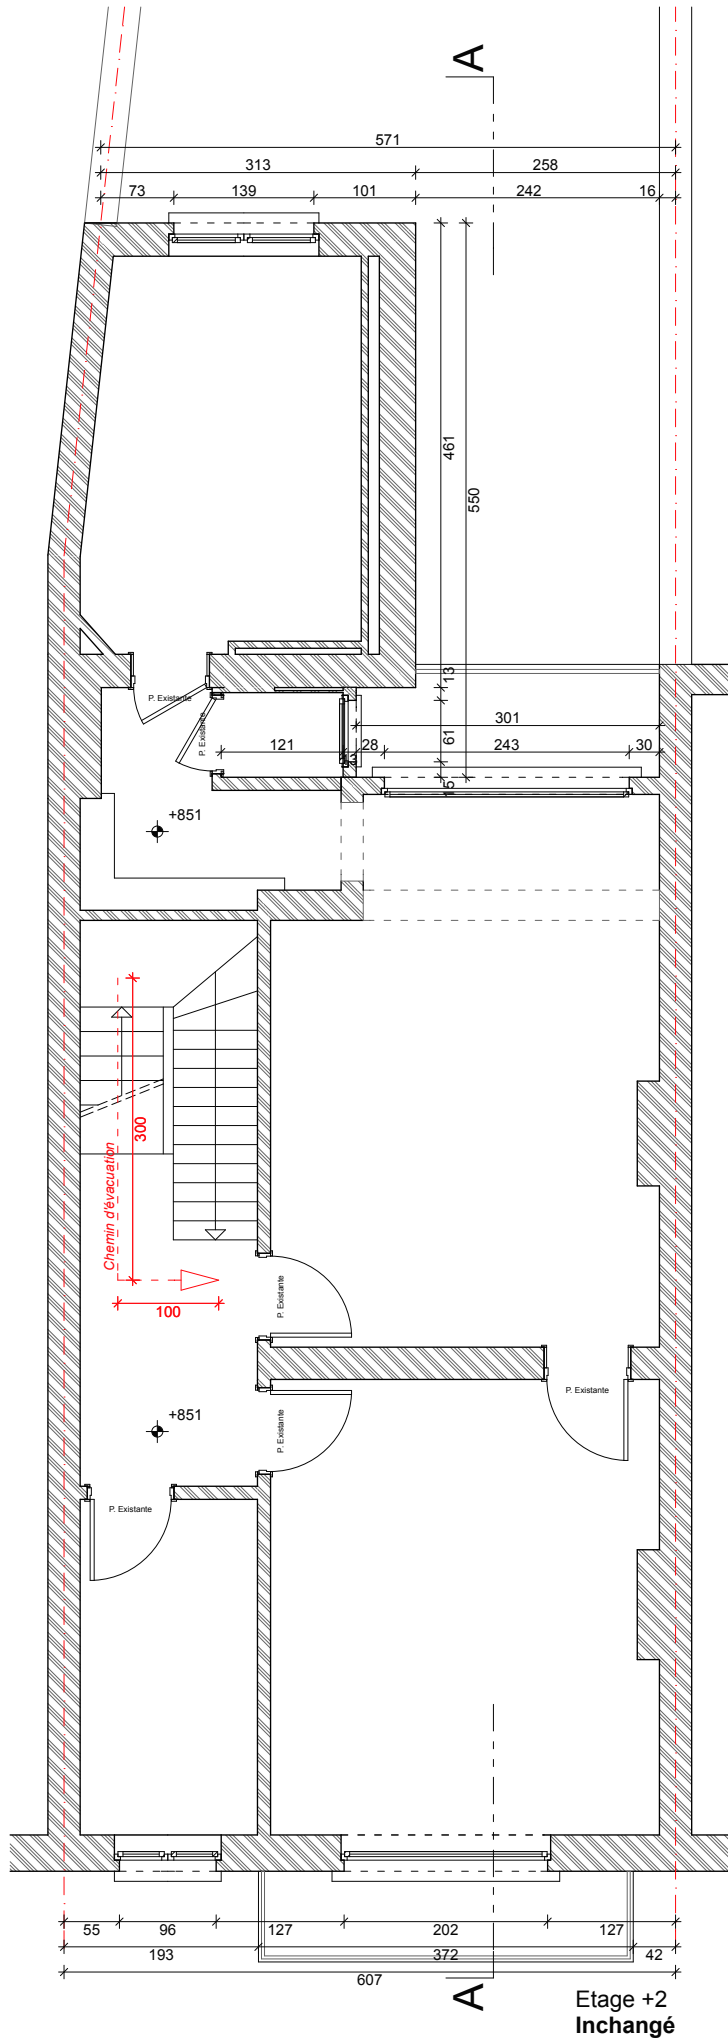 A
571
313 258
73 139 101 242 16
461
550
13
301
61
121 28 243 30
3
15
P. Existante
P. Existante
+851
300
Chemin d'évacuation
100
P. Existante
P. Existante
P. Existante
+851
P. Existante
55 96 127 202 127
193 372 42
607
A
Etage +2
Inchangé